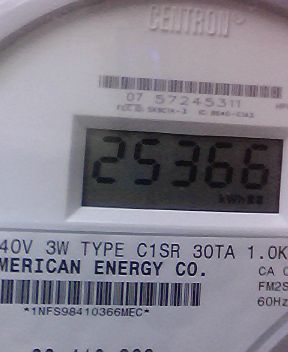 CENTRON®
07 57245311
25366
kWh
40V 3W TYPE C1SR 30TA 1.0K
MERICAN ENERGY CO.
CA 0
FM2S
60Hz
*1NFS98410366MEC*